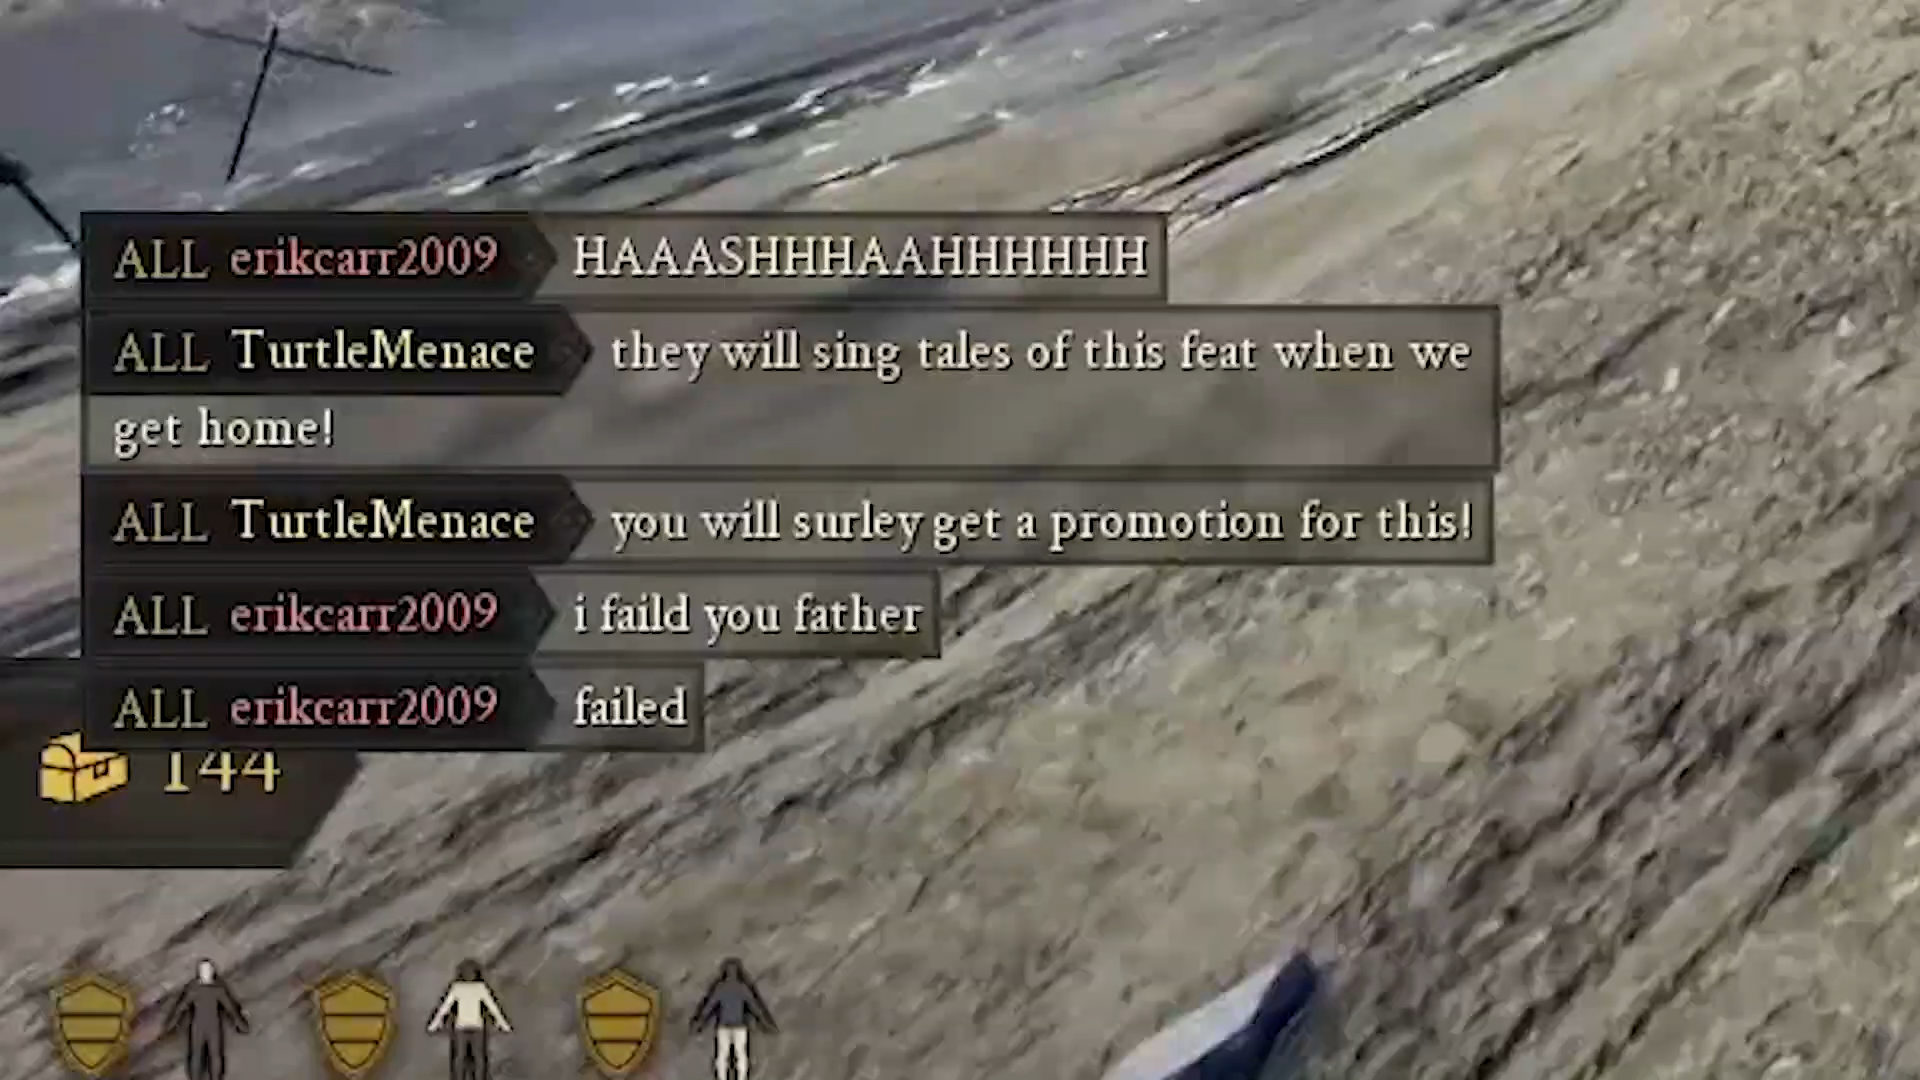 ALL erikcarr2009 HAAASHHHAAHHHHHH
ALL TurtleMenace they will sing tales of this feat when we
get home!
ALL TurtleMenace you will surley get a promotion for this!
ALL erikcarr2009 i faild you father
ALL erikcarr2009 failed
144